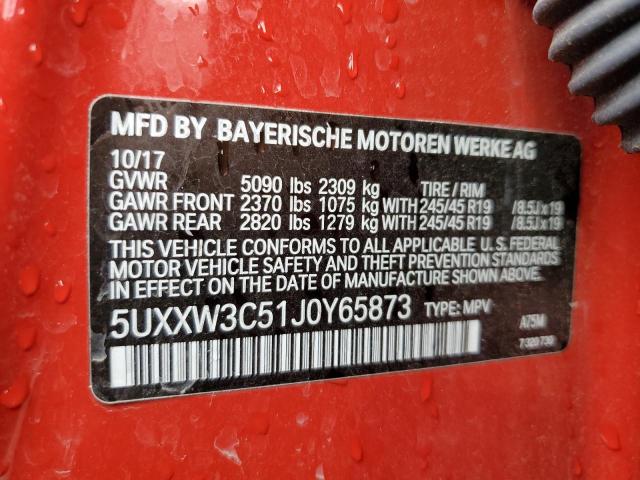 MFD BY BAYERISCHE MOTOREN WERKE AG
10/17
GVWR 5090 lbs 2309 kg TIRE / RIM
GAWR FRONT 2370 lbs 1075 kg WITH 245/45 R19 / 8.5J x 19
GAWR REAR 2820 lbs 1279 kg WITH 245/45 R19 / 8.5J x 19
THIS VEHICLE CONFORMS TO ALL APPLICABLE U. S. FEDERAL
MOTOR VEHICLE SAFETY AND THEFT PREVENTION STANDARDS
IN EFFECT ON THE DATE OF MANUFACTURE SHOWN ABOVE.
5UXXW3C51J0Y65873 TYPE: MPV A75M
7320730